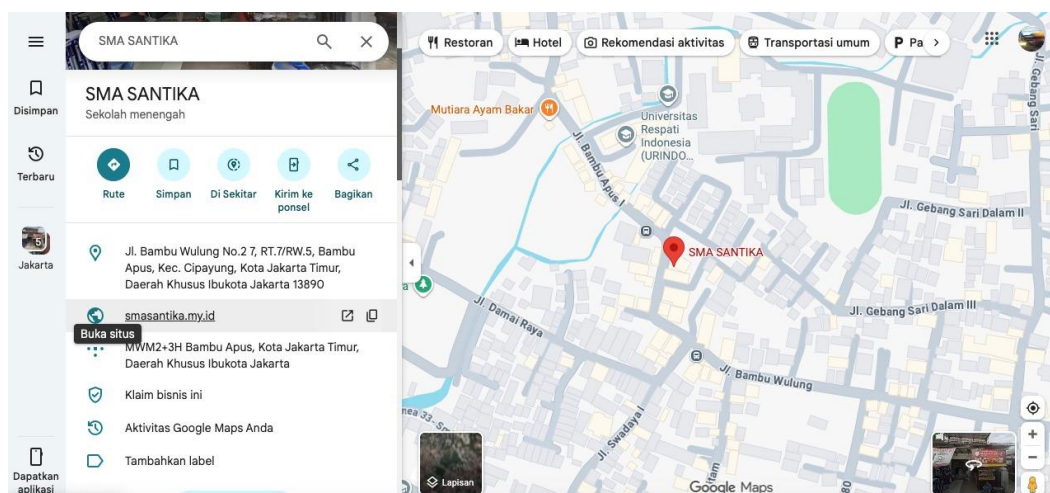 SMA SANTIKA
Disimpan
Terbaru
5
Jakarta
Dapatkan
aplikasi
SMA SANTIKA
Sekolah menengah
Rute
Simpan
Di Sekitar
Kirim ke
ponsel
Bagikan
Jl. Bambu Wulung No.2 7, RT.7/RW.5, Bambu
Apus, Kec. Cipayung, Kota Jakarta Timur,
Daerah Khusus Ibukota Jakarta 13890
smasantika.my.id
Buka situs
MWM2+3H Bambu Apus, Kota Jakarta Timur,
Daerah Khusus Ibukota Jakarta
Klaim bisnis ini
Aktivitas Google Maps Anda
Tambahkan label
Restoran
Hotel
Rekomendasi aktivitas
Transportasi umum
P Pa
Mutiara Ayam Bakar
Universitas
Respati
Indonesia
(URINDO...
Jl. Bambu Apus I
Jl. Gebang Sari
Jl. Gebang Sari Dalam II
SMA SANTIKA
Jl. Damai Raya
Jl. Gebang Sari Dalam III
Jl. Bambu Wulung
Jl. Swadaya I
Lapisan
Google Maps